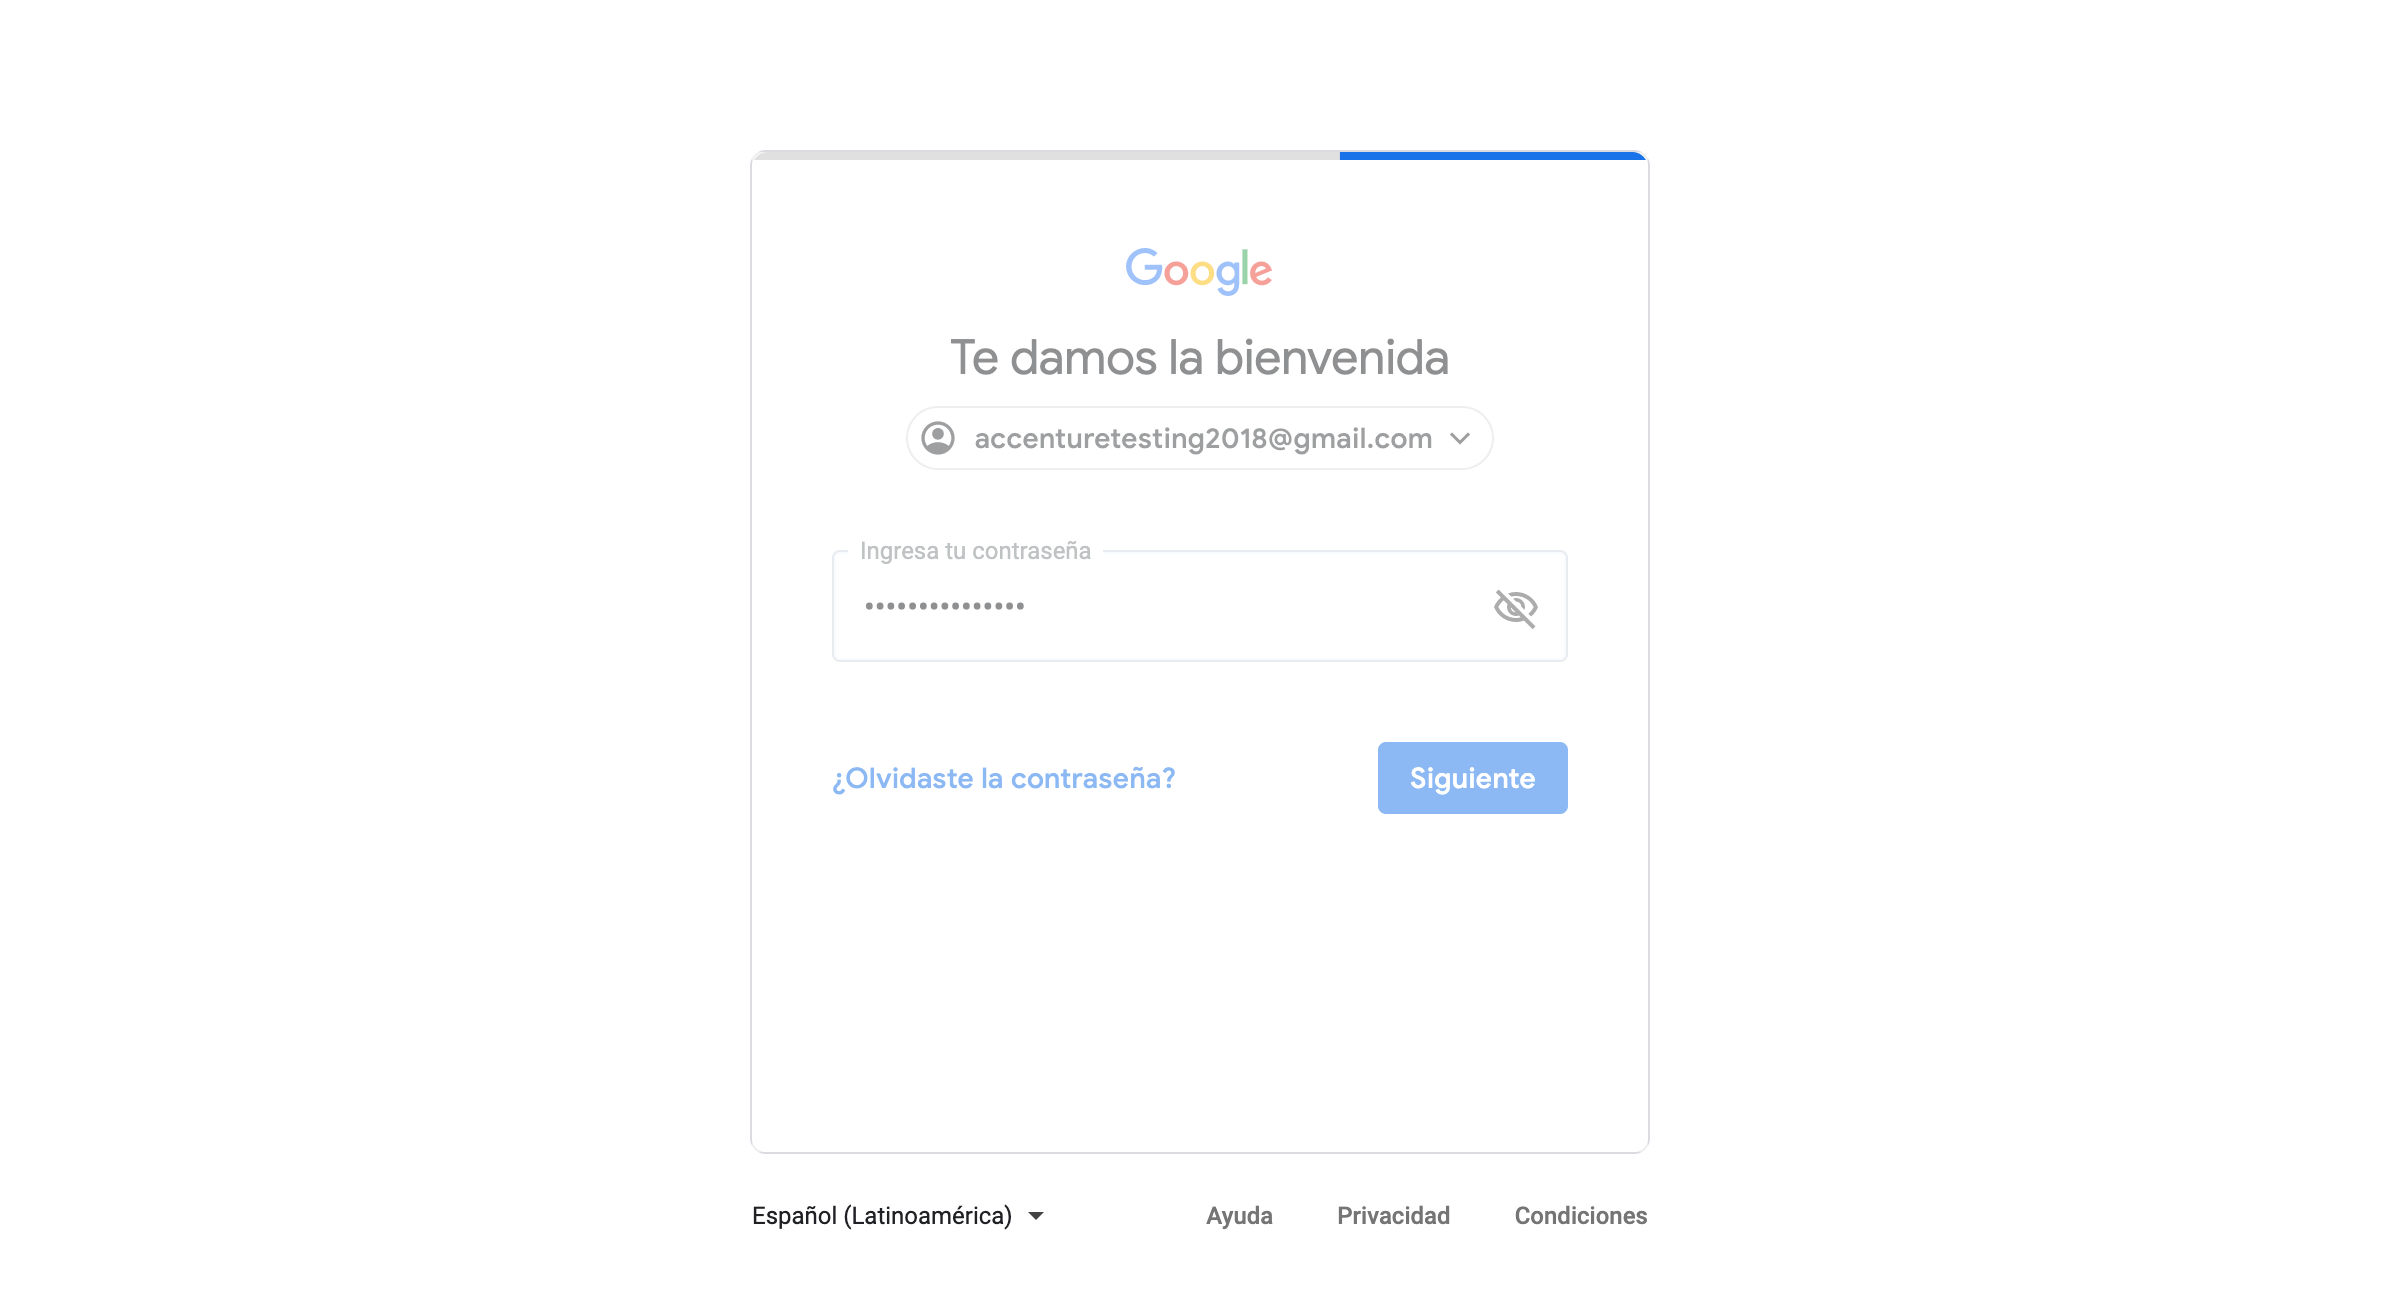 Google
Te damos la bienvenida
accenturetesting2018@gmail.com
Ingresa tu contraseña
•••••••••••••••
¿Olvidaste la contraseña?
Siguiente
Español (Latinoamérica)
Ayuda
Privacidad
Condiciones